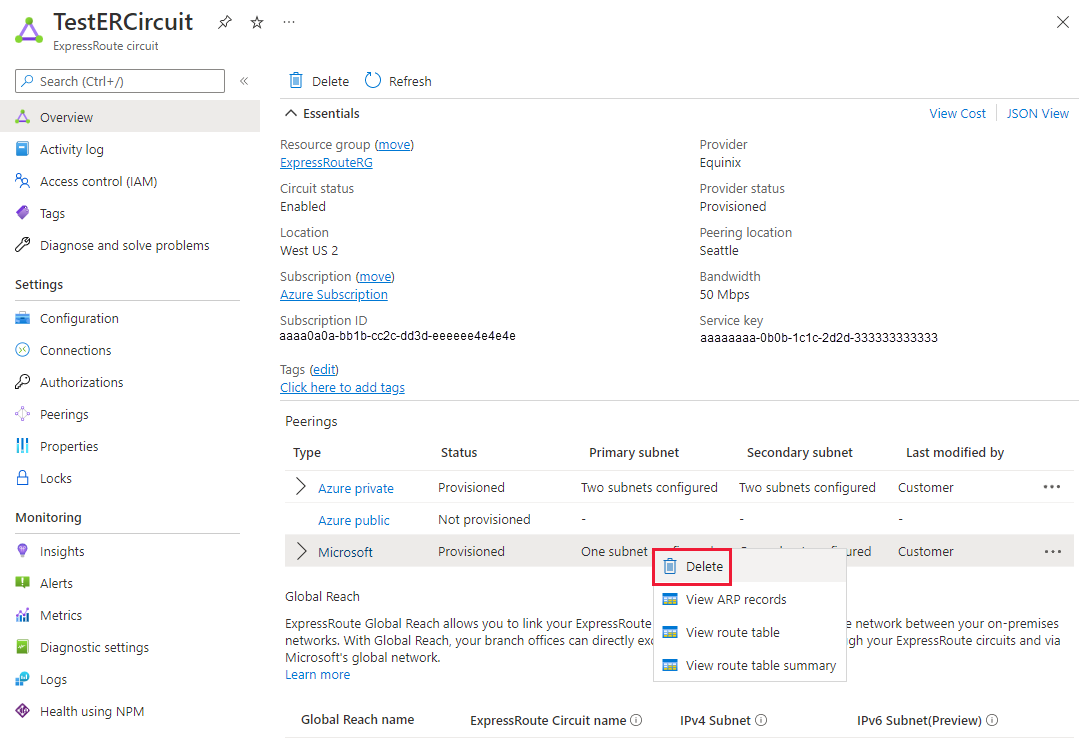 TestERCircuit
ExpressRoute circuit
Search (Ctrl+/)
Overview
Activity log
Access control (IAM)
Tags
Diagnose and solve problems
Settings
Configuration
Connections
Authorizations
Peerings
Properties
Locks
Monitoring
Insights
Alerts
Metrics
Diagnostic settings
Logs
Health using NPM
Delete Refresh
Essentials View Cost JSON View
Resource group (move)
ExpressRouteRG
Circuit status
Enabled
Location
West US 2
Subscription (move)
Azure Subscription
Subscription ID
aaaa0a0a-bb1b-cc2c-dd3d-eeeeee4e4e4e
Tags (edit)
Click here to add tags
Provider
Equinix
Provider status
Provisioned
Peering location
Seattle
Bandwidth
50 Mbps
Service key
aaaaaaaa-0b0b-1c1c-2d2d-333333333333
Peerings
Type Status Primary subnet Secondary subnet Last modified by
Azure private Provisioned Two subnets configured Two subnets configured Customer
Azure public Not provisioned - - -
Microsoft Provisioned One subnet Customer
Delete
View ARP records
View route table
View route table summary
Global Reach
ExpressRoute Global Reach allows you to link your ExpressRoute network between your on-premises
networks. With Global Reach, your branch offices can directly your ExpressRoute circuits and via
Microsoft's global network.
Learn more
Global Reach name ExpressRoute Circuit name IPv4 Subnet IPv6 Subnet(Preview)